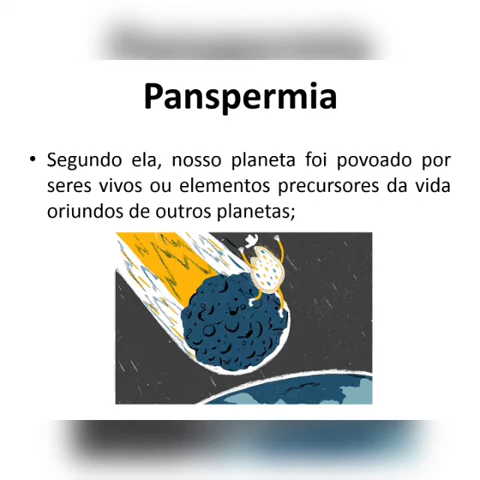 Panspermia
• Segundo ela, nosso planeta foi povoado por
seres vivos ou elementos precursores da vida
oriundos de outros planetas;